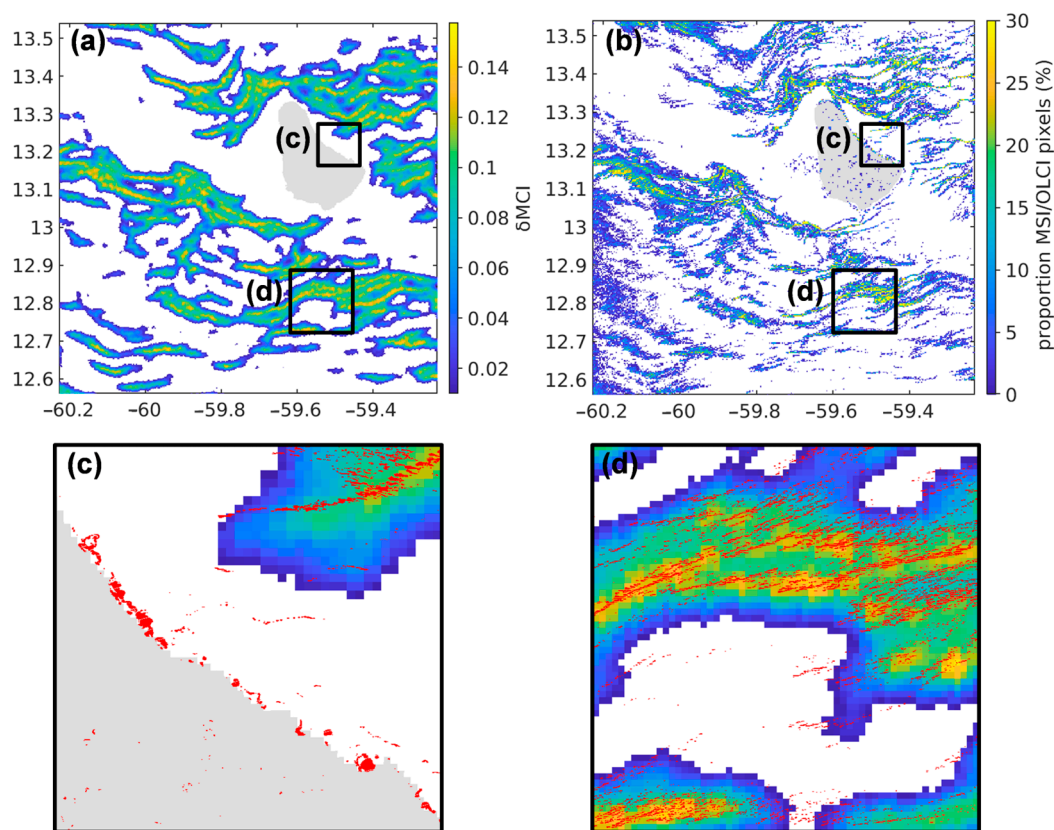 (a)
13.5
13.4
13.3
13.2
13.1
13
12.9
12.8
12.7
12.6
(c)
(d)
−60.2 −60 −59.8 −59.6 −59.4
0.14
0.12
0.1
0.08
0.06
0.04
0.02
δMCI
(b)
13.5
13.4
13.3
13.2
13.1
13
12.9
12.8
12.7
12.6
(c)
(d)
−60.2 −60 −59.8 −59.6 −59.4
30
25
20
15
10
5
0
proportion MSI/OLCI pixels (%)
(c)
(d)